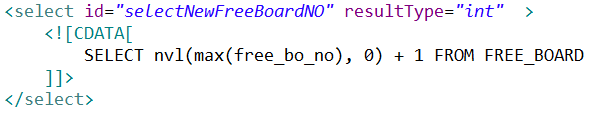 <select id="selectNewFreeBoardNO" resultType="int"  >
<![CDATA[
SELECT nvl(max(free_bo_no), 0) + 1 FROM FREE_BOARD
]]>
</select>